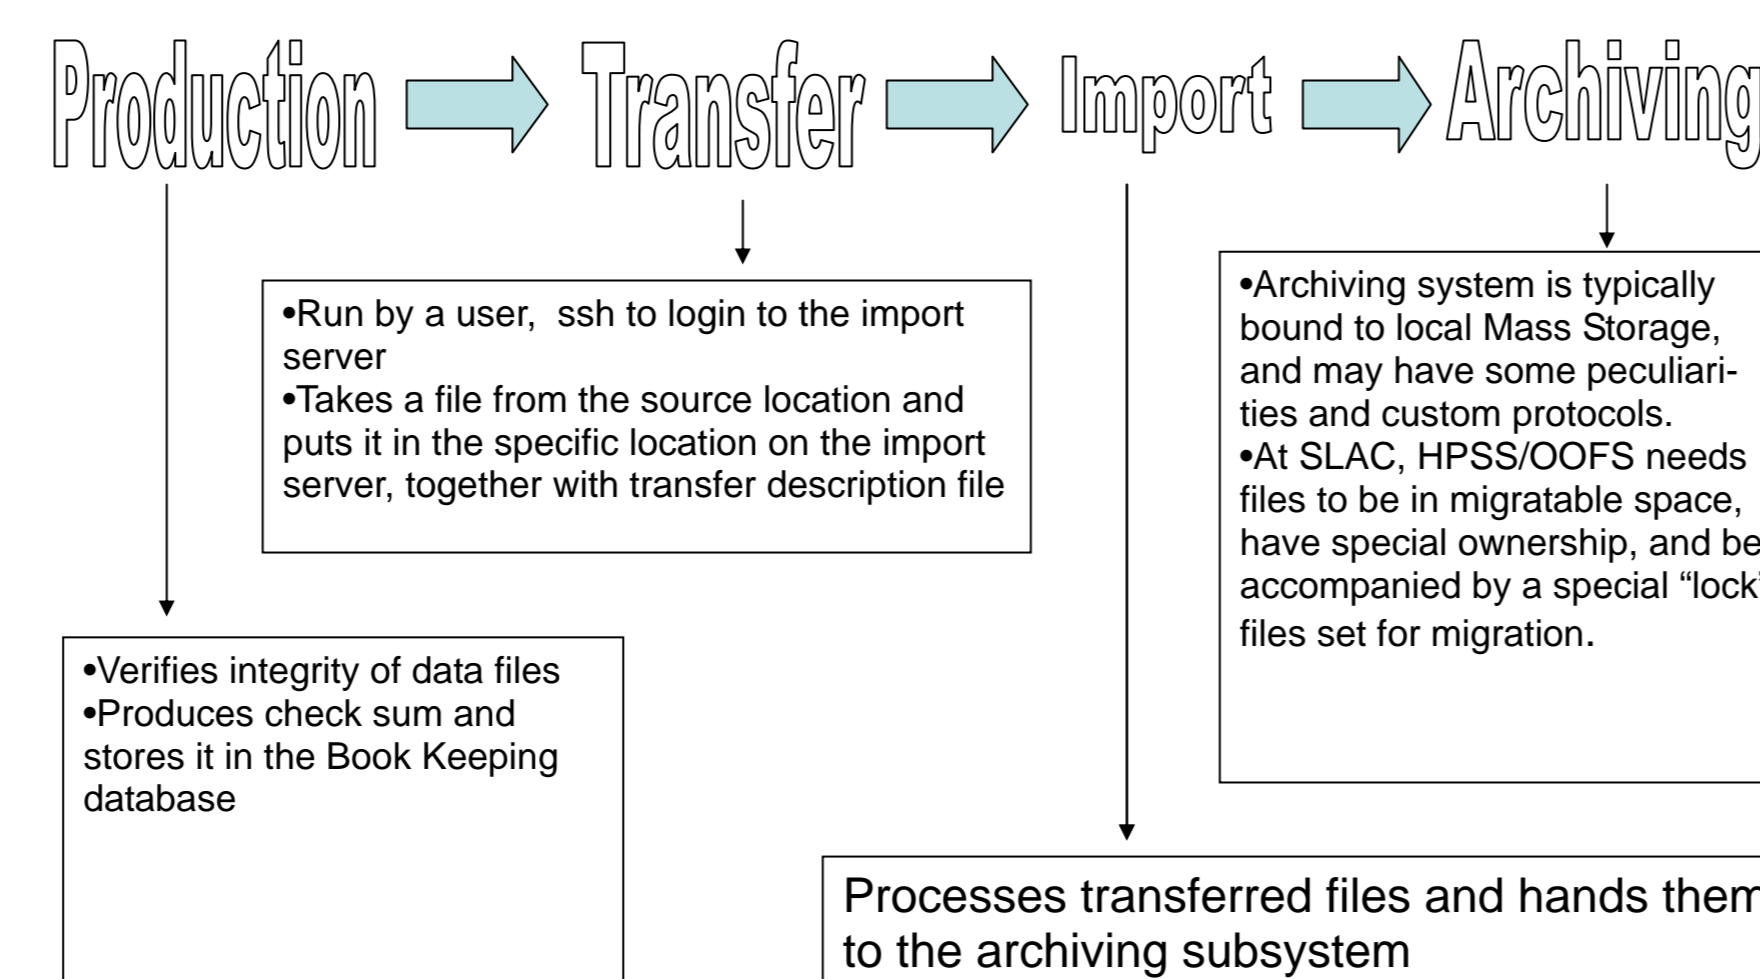 Production Transfer Import Archiving
•Run by a user, ssh to login to the import
server
•Takes a file from the source location and
puts it in the specific location on the import
server, together with transfer description file
•Archiving system is typically
bound to local Mass Storage,
and may have some peculiari-
ties and custom protocols.
•At SLAC, HPSS/OOFS needs
files to be in migratable space,
have special ownership, and be
accompanied by a special “lock”
files set for migration.
•Verifies integrity of data files
•Produces check sum and
stores it in the Book Keeping
database
Processes transferred files and hands them
to the archiving subsystem